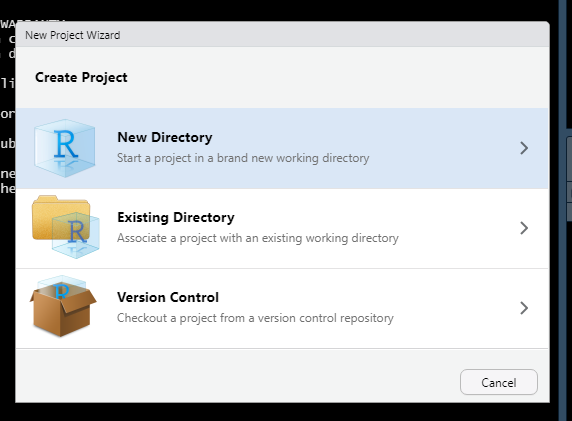 New Project Wizard
Create Project
R
New Directory
Start a project in a brand new working directory
R
Existing Directory
Associate a project with an existing working directory
Version Control
Checkout a project from a version control repository
Cancel